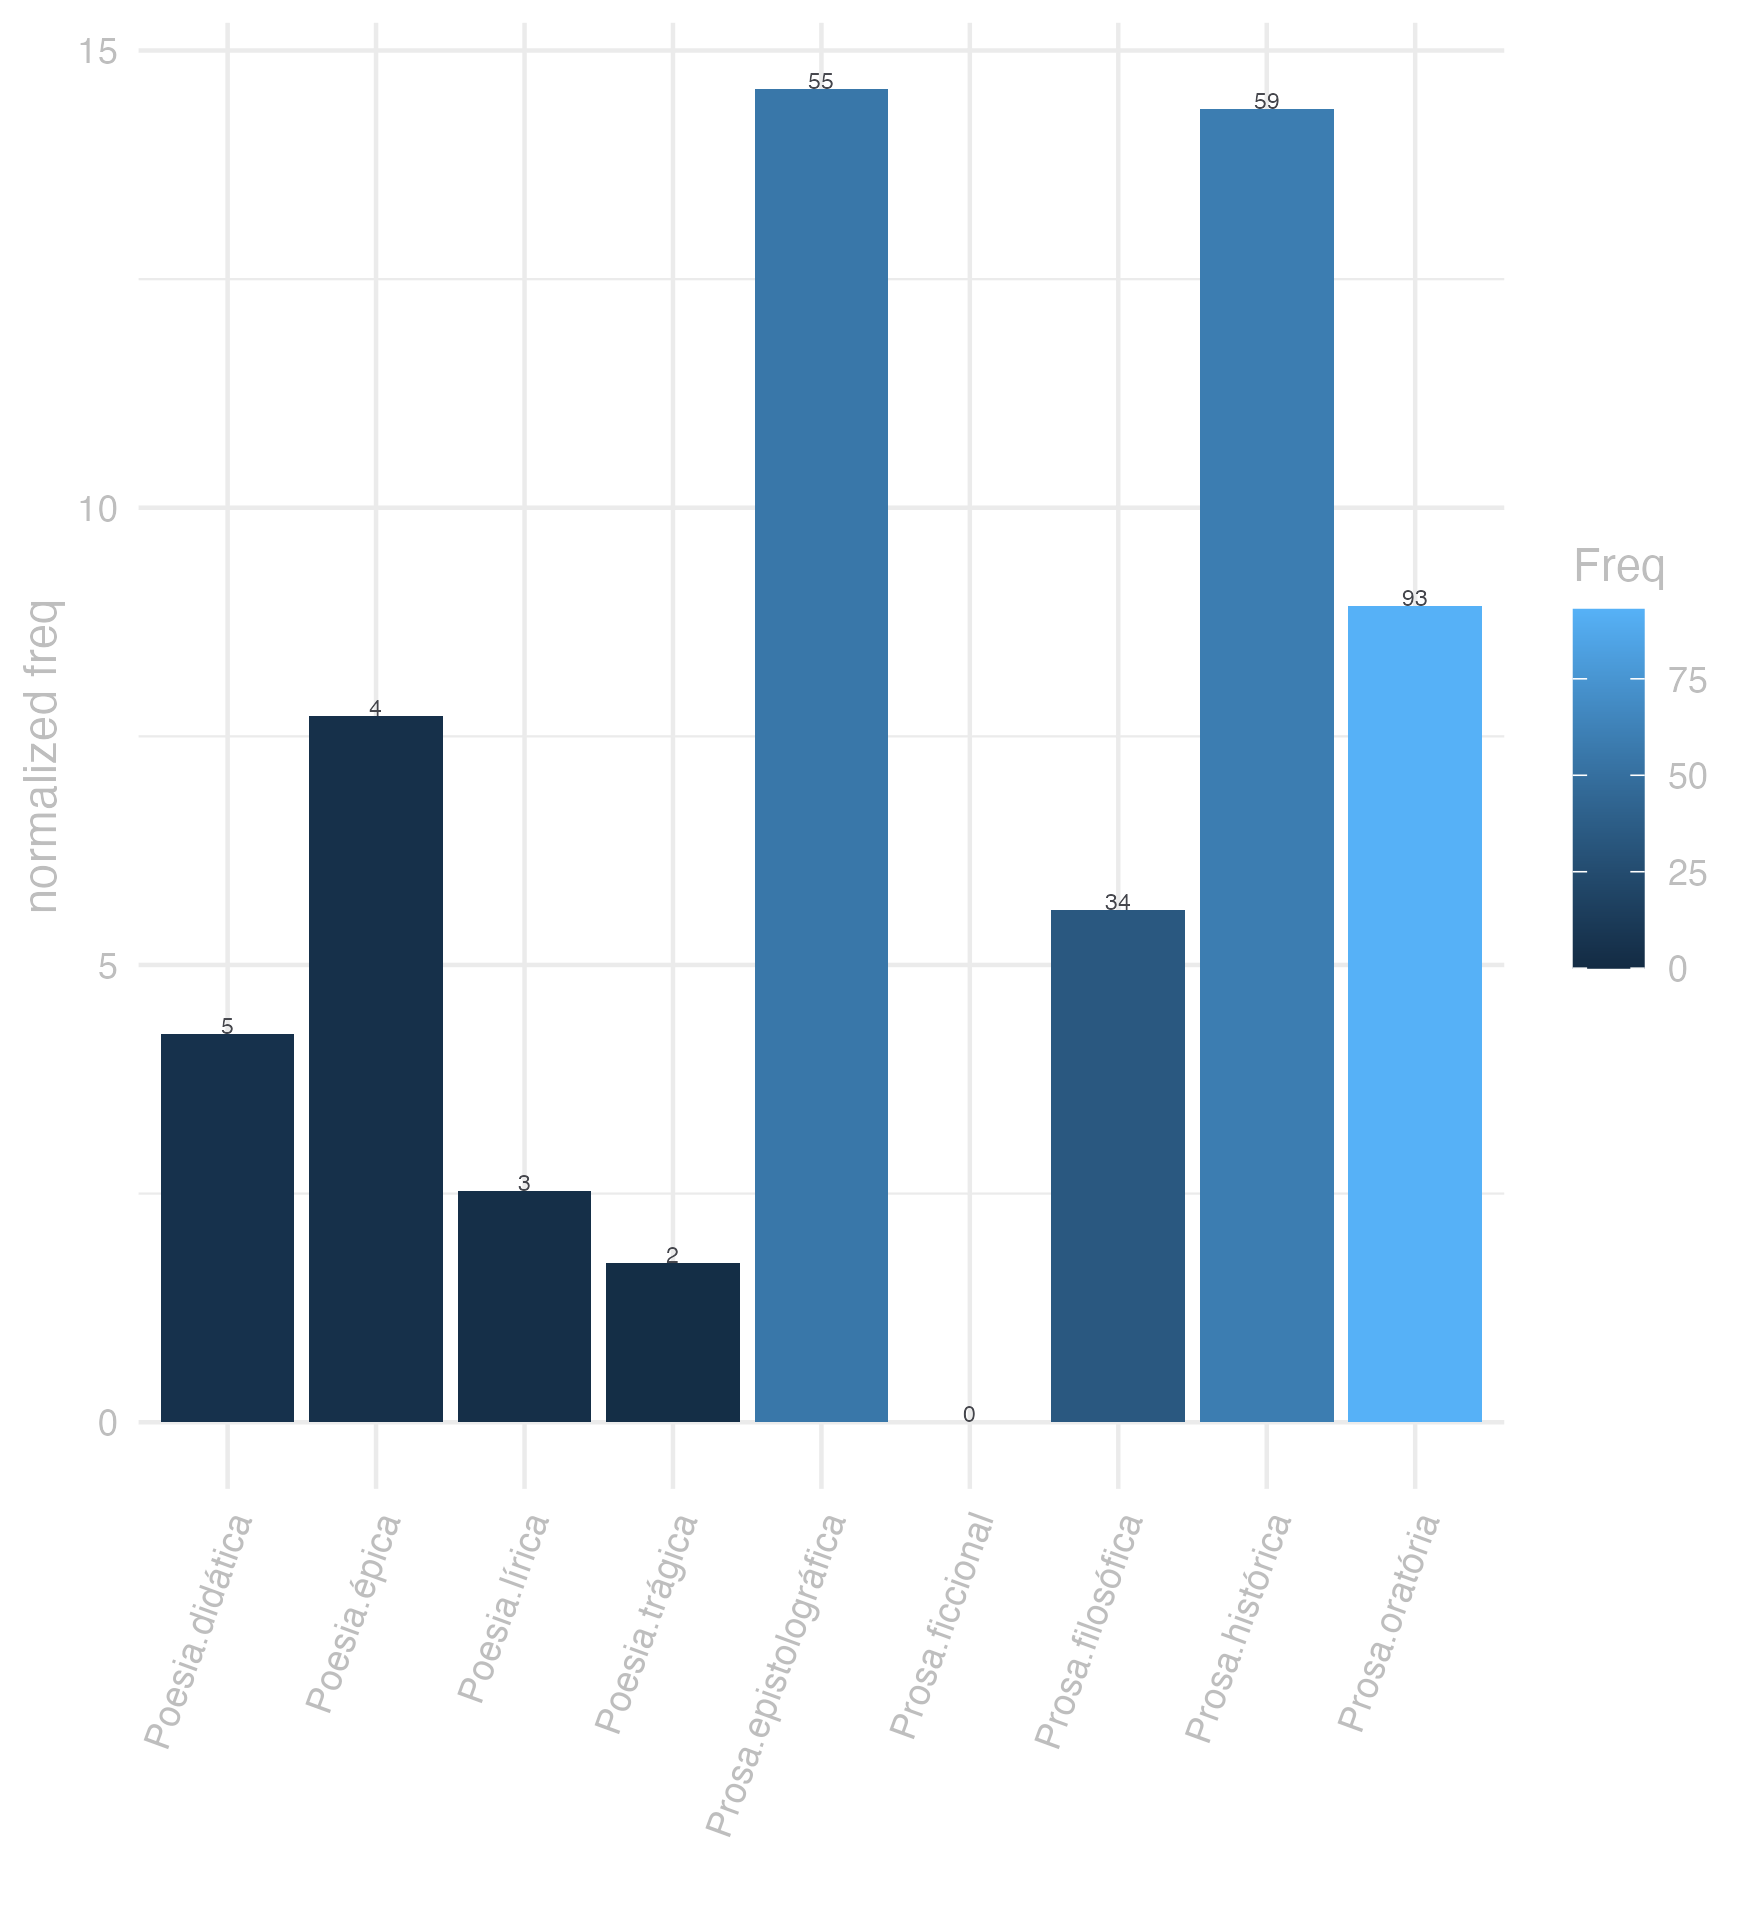 15
10
5
0
normalized freq
5
4
3
2
55
0
34
59
93
Poesia.didática
Poesia.épica
Poesia.lírica
Poesia.trágica
Prosa.epistolográfica
Prosa.ficcional
Prosa.filosófica
Prosa.histórica
Prosa.oratória
Freq
75
50
25
0